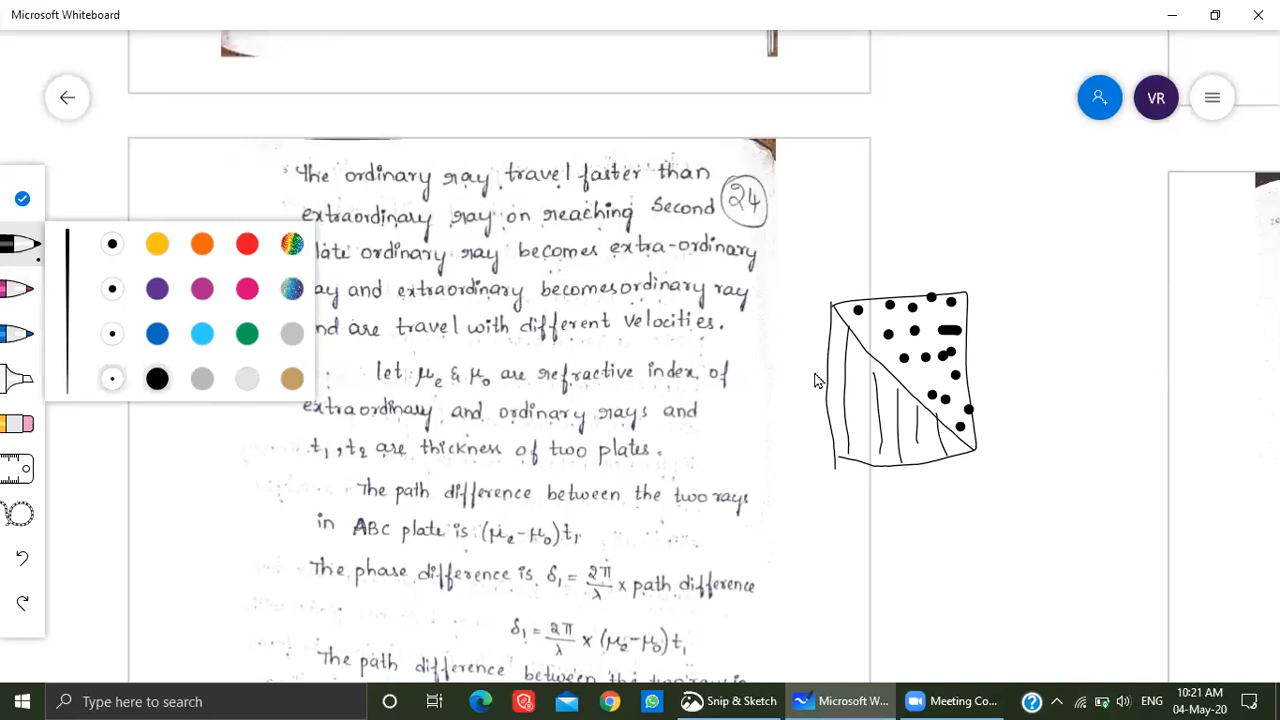 Microsoft Whiteboard
VR
The ordinary ray travel faster than
extraordinary ray on reaching second
24
late ordinary ray becomes extra-ordinary
ay and extraordinary becomes ordinary ray
nd are travel with different velocities.
let μe & μo are refractive index of
extraordinary and ordinary rays and
t1, t2 are thickness of two plates.
The path difference between the two rays
in ABC plate is (μe-μo)t1
The phase difference is δ1 = 2π/λ × path difference
δ1 = 2π/λ × (μe-μo) t1
The path difference between the two rays in
Type here to search
Snip & Sketch
Microsoft W...
Meeting Co...
ENG
10:21 AM
04-May-20